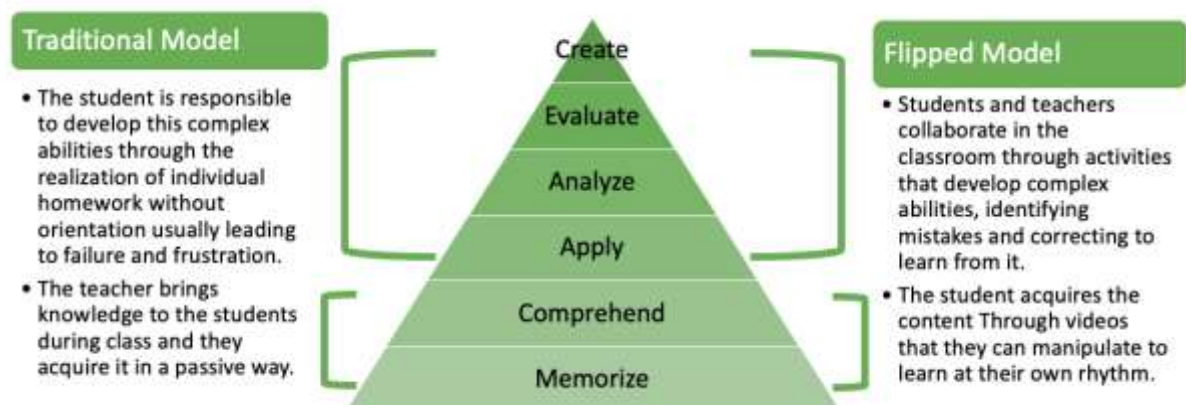 Traditional Model
• The student is responsible
to develop this complex
abilities through the
realization of individual
homework without
orientation usually leading
to failure and frustration.
• The teacher brings
knowledge to the students
during class and they
acquire it in a passive way.
Create
Evaluate
Analyze
Apply
Comprehend
Memorize
Flipped Model
• Students and teachers
collaborate in the
classroom through activities
that develop complex
abilities, identifying
mistakes and correcting to
learn from it.
• The student acquires the
content Through videos
that they can manipulate to
learn at their own rhythm.